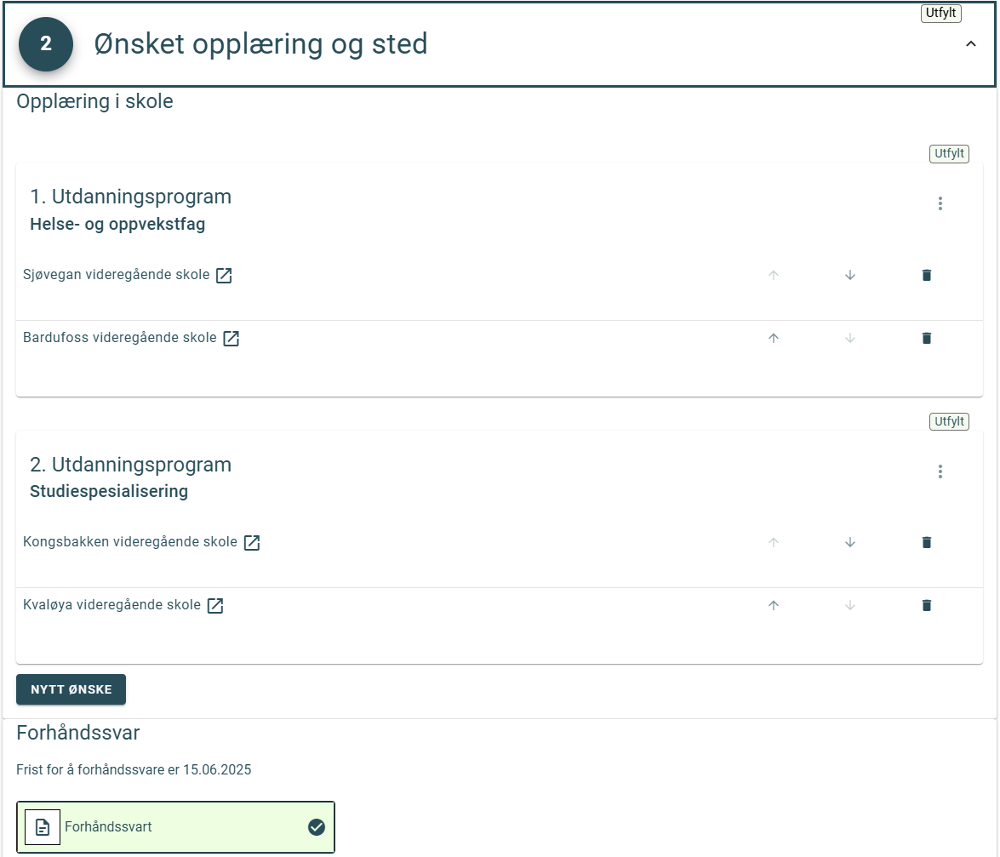 Utfylt
2
Ønsket opplæring og sted
Opplæring i skole
Utfylt
1. Utdanningsprogram
Helse- og oppvekstfag
Sjøvegan videregående skole
Bardufoss videregående skole
Utfylt
2. Utdanningsprogram
Studiespesialisering
Kongsbakken videregående skole
Kvaløya videregående skole
NYTT ØNSKE
Forhåndssvar
Frist for å forhåndssvare er 15.06.2025
Forhåndssvart